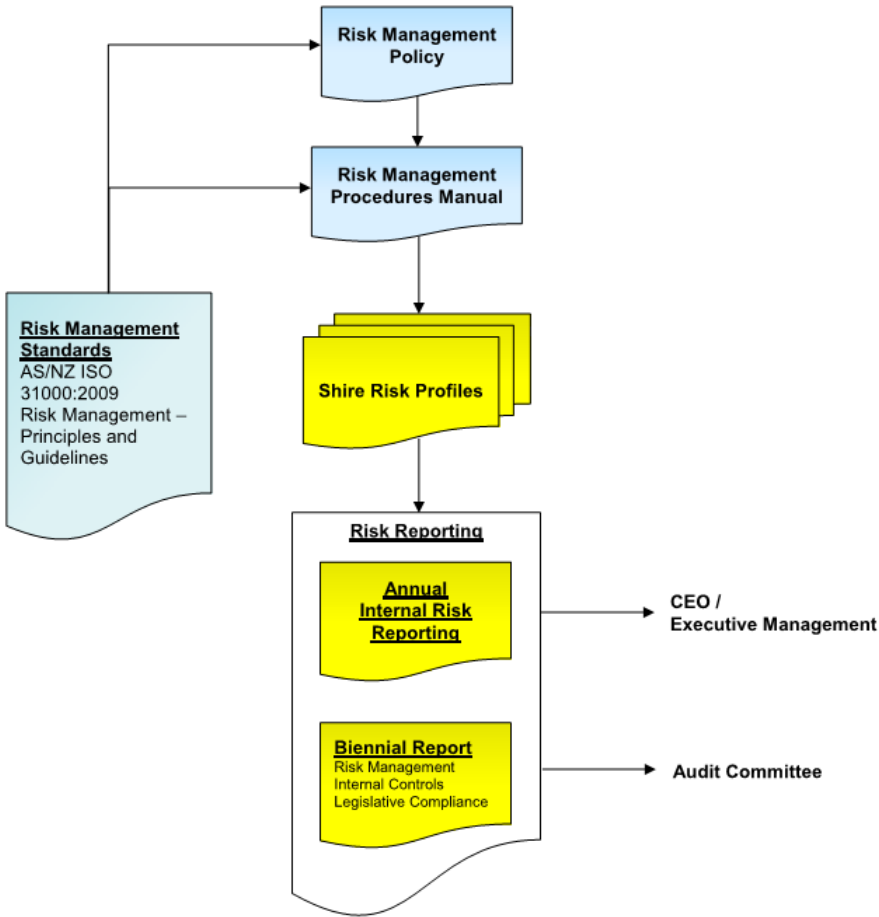 Risk Management
Policy
Risk Management
Procedures Manual
Risk Management
Standards
AS/NZ ISO
31000:2009
Risk Management –
Principles and
Guidelines
Shire Risk Profiles
Risk Reporting
Annual
Internal Risk
Reporting
CEO /
Executive Management
Biennial Report
Risk Management
Internal Controls
Legislative Compliance
Audit Committee